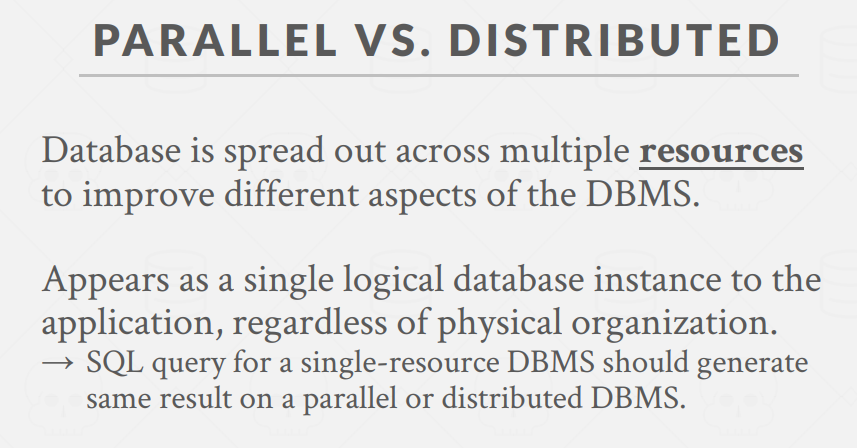 PARALLEL VS. DISTRIBUTED
Database is spread out across multiple resources
to improve different aspects of the DBMS.
Appears as a single logical database instance to the
application, regardless of physical organization.
→ SQL query for a single-resource DBMS should generate
same result on a parallel or distributed DBMS.